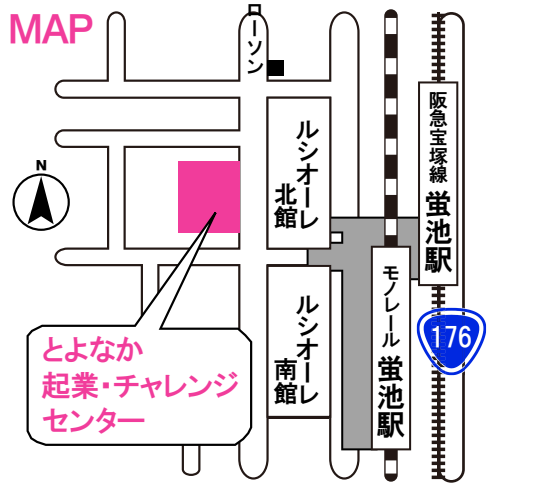 MAP
ローソン
N
ルシオーレ
北館
阪急宝塚線 蛍池駅
モノレール 蛍池駅
176
ルシオーレ
南館
とよなか
起業・チャレンジ
センター